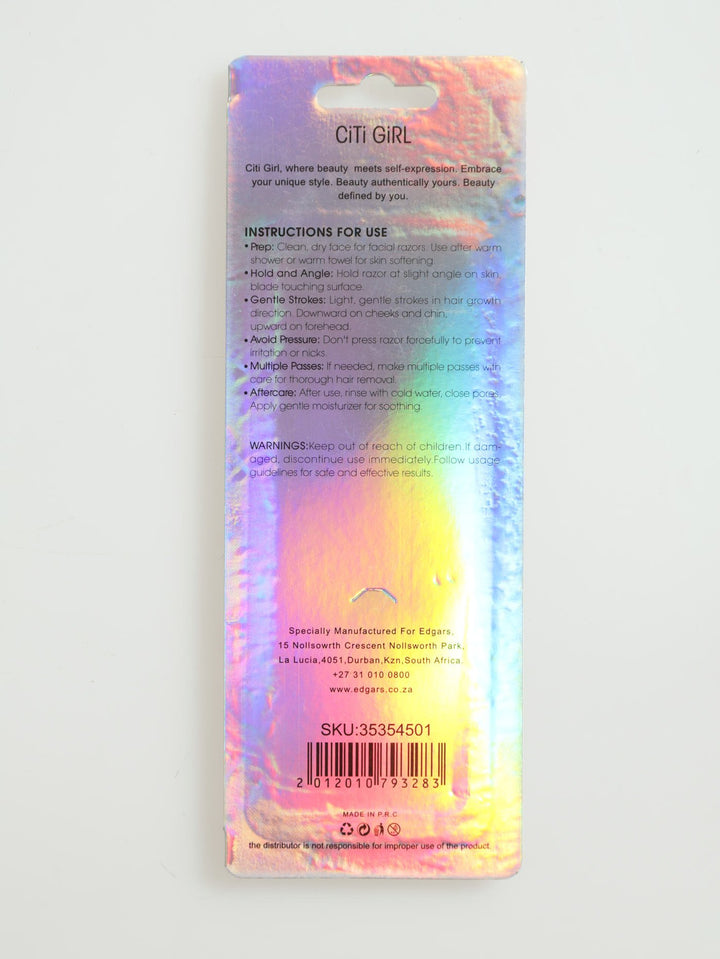 CiTi GiRL
Citi Girl, where beauty meets self-expression. Embrace
your unique style. Beauty authentically yours. Beauty
defined by you.
INSTRUCTIONS FOR USE
• Prep: Clean, dry face for facial razors. Use after warm
shower or warm towel for skin softening
• Hold and Angle: Hold razor at slight angle on skin,
blade touching surface.
• Gentle Strokes: Light, gentle strokes in hair growth
direction. Downward on cheeks and chin,
upward on forehead.
• Avoid Pressure: Don't press razor forcefully to prevent
irritation or nicks.
• Multiple Passes: If needed, make multiple passes with
care for thorough hair removal.
• Aftercare: After use, rinse with cold water, close pores,
Apply gentle moisturizer for soothing.
WARNINGS:Keep out of reach of children.If dam-
aged, discontinue use immediately.Follow usage
guidelines for safe and effective results.
Specially Manufactured For Edgars,
15 Nollsowrth Crescent Nollsworth Park,
La Lucia,4051,Durban,Kzn,South Africa,
+27 31 010 0800
www.edgars.co.za
SKU:35354501
2 012010 793283
MADE IN P.R.C
the distributor is not responsible for improper use of the product.